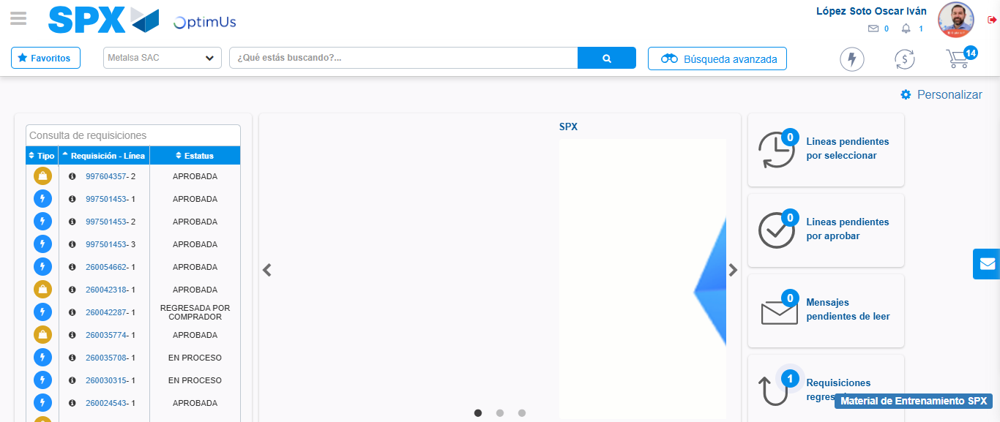 SPX OptimUs
López Soto Oscar Iván
0 1
Favoritos
Metalsa SAC
¿Qué estás buscando?...
Búsqueda avanzada
14
Personalizar
Consulta de requisiciones
Tipo Requisición - Línea Estatus
997604357- 2 APROBADA
997501453- 1 APROBADA
997501453- 2 APROBADA
997501453- 3 APROBADA
260054662- 1 APROBADA
260042318- 1 APROBADA
260042287- 1 REGRESADA POR
COMPRADOR
260035774- 1 APROBADA
260035708- 1 EN PROCESO
260030315- 1 EN PROCESO
260024543- 1 APROBADA
SPX
0
Lineas pendientes
por seleccionar
0
Lineas pendientes
por aprobar
0
Mensajes
pendientes de leer
1
Requisiciones
Material de Entrenamiento SPX